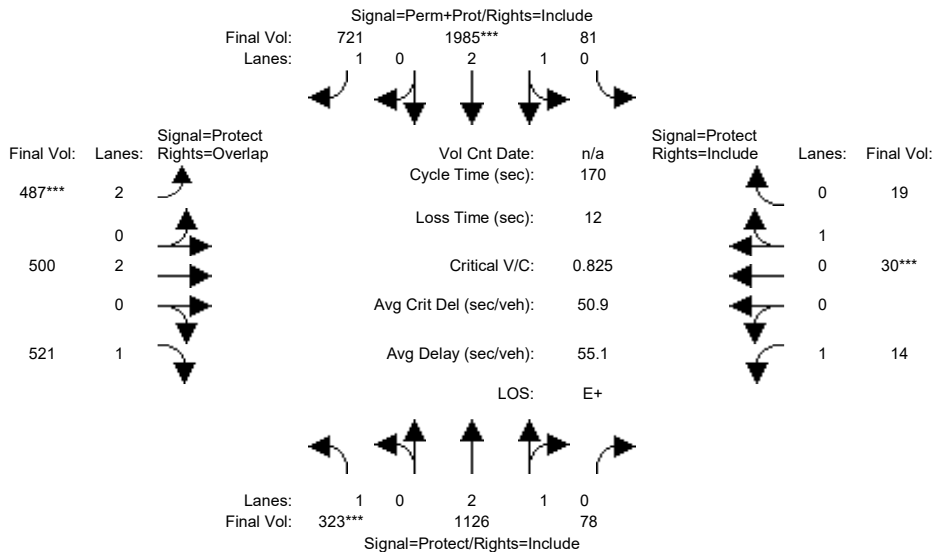 Signal=Perm+Prot/Rights=Include
Final Vol: 721 1985*** 81
Lanes: 1 0 2 1 0
Signal=Protect Signal=Protect
Final Vol: Lanes: Rights=Overlap Vol Cnt Date: n/a Rights=Include Lanes: Final Vol:
Cycle Time (sec): 170
487*** 2 0 19
Loss Time (sec): 12
0 1
500 2 Critical V/C: 0.825 0 30***
0 Avg Crit Del (sec/veh): 50.9 0
521 1 Avg Delay (sec/veh): 55.1 1 14
LOS: E+
Lanes: 1 0 2 1 0
Final Vol: 323*** 1126 78
Signal=Protect/Rights=Include